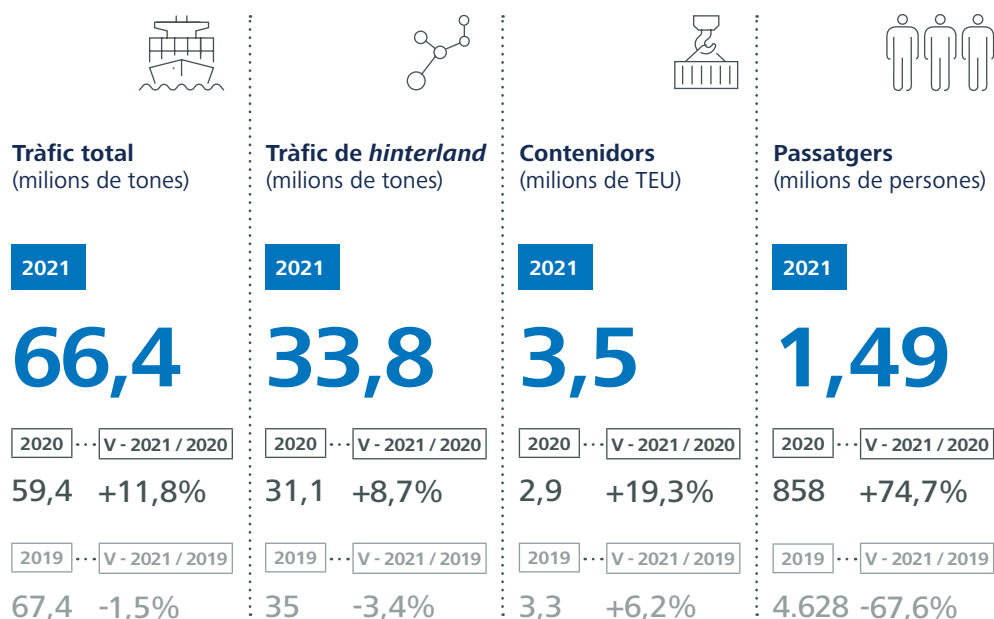 Tràfic total
(milions de tones)
2021
66,4
2020 V - 2021 / 2020
59,4 +11,8%
2019 V - 2021 / 2019
67,4 -1,5%
Tràfic de hinterland
(milions de tones)
2021
33,8
2020 V - 2021 / 2020
31,1 +8,7%
2019 V - 2021 / 2019
35 -3,4%
Contenidors
(milions de TEU)
2021
3,5
2020 V - 2021 / 2020
2,9 +19,3%
2019 V - 2021 / 2019
3,3 +6,2%
Passatgers
(milions de persones)
2021
1,49
2020 V - 2021 / 2020
858 +74,7%
2019 V - 2021 / 2019
4.628 -67,6%